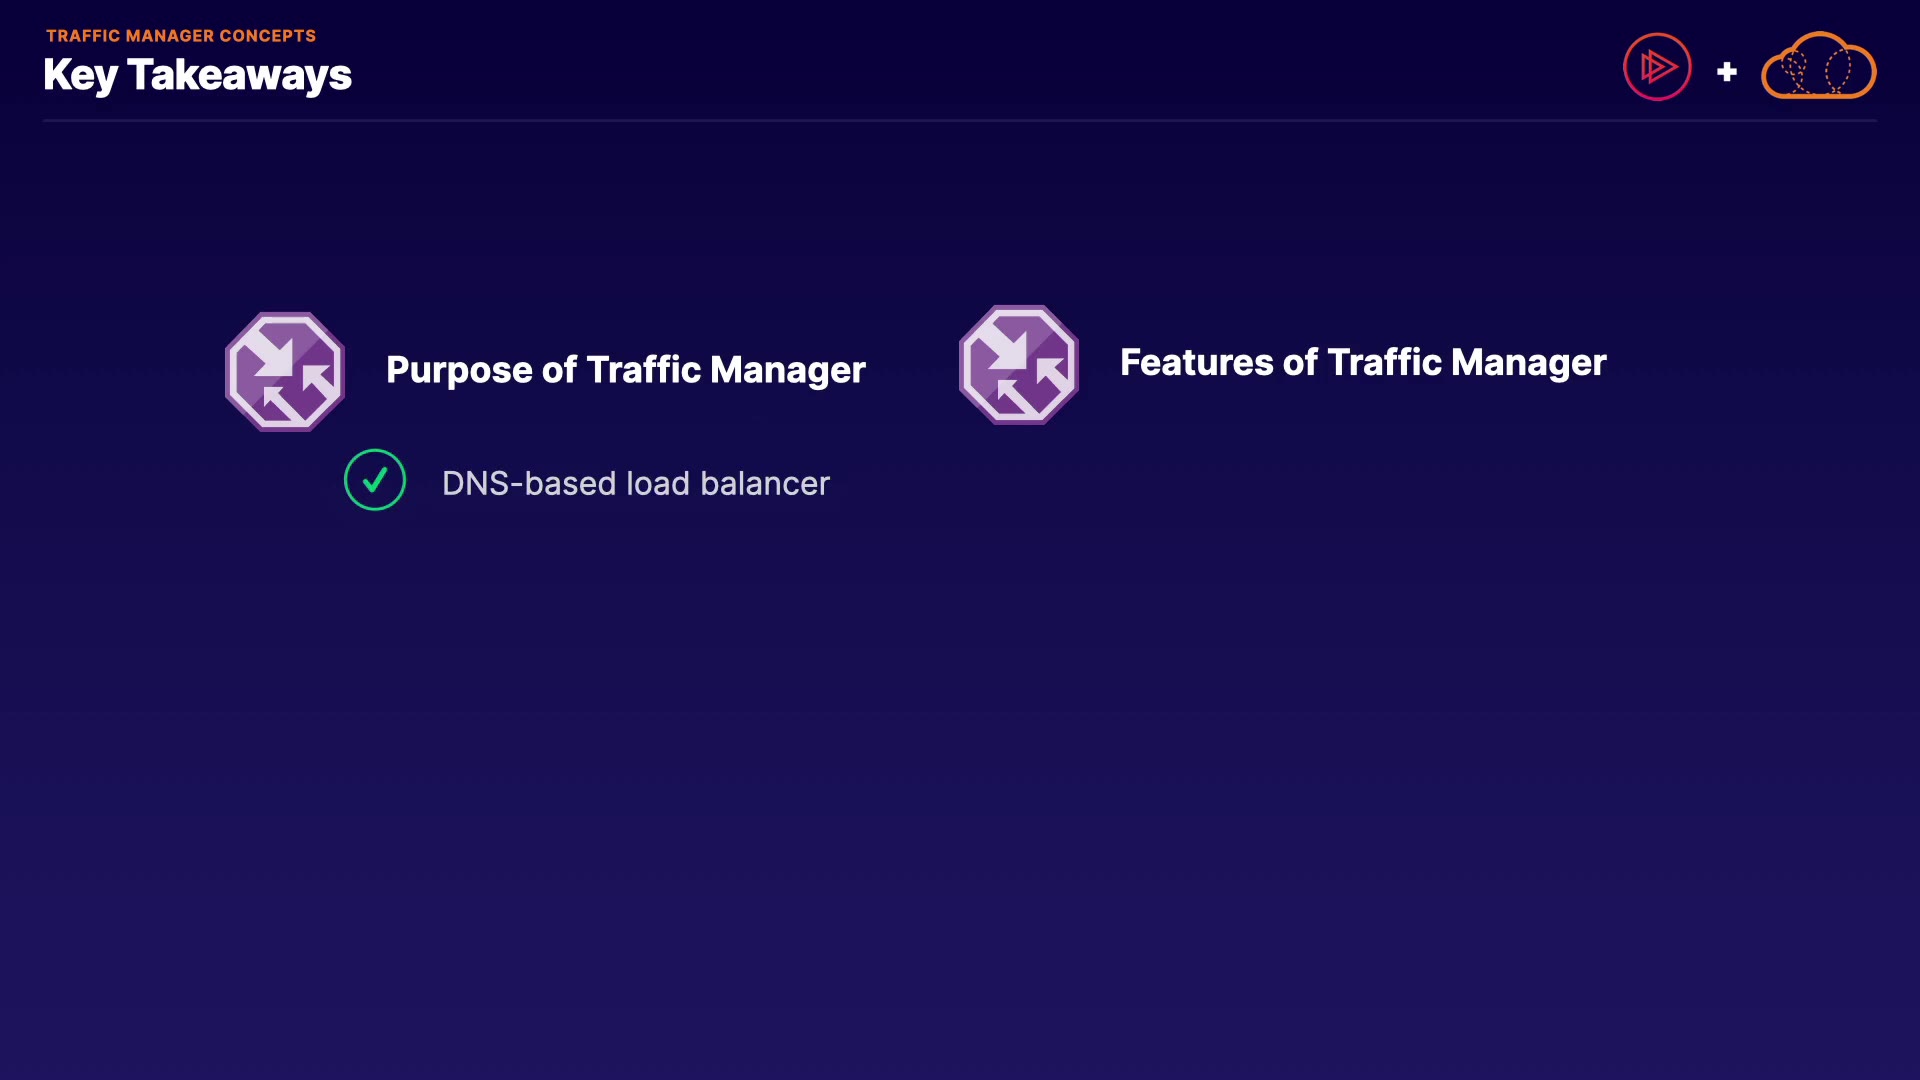 TRAFFIC MANAGER CONCEPTS
Key Takeaways
Purpose of Traffic Manager
DNS-based load balancer
Features of Traffic Manager